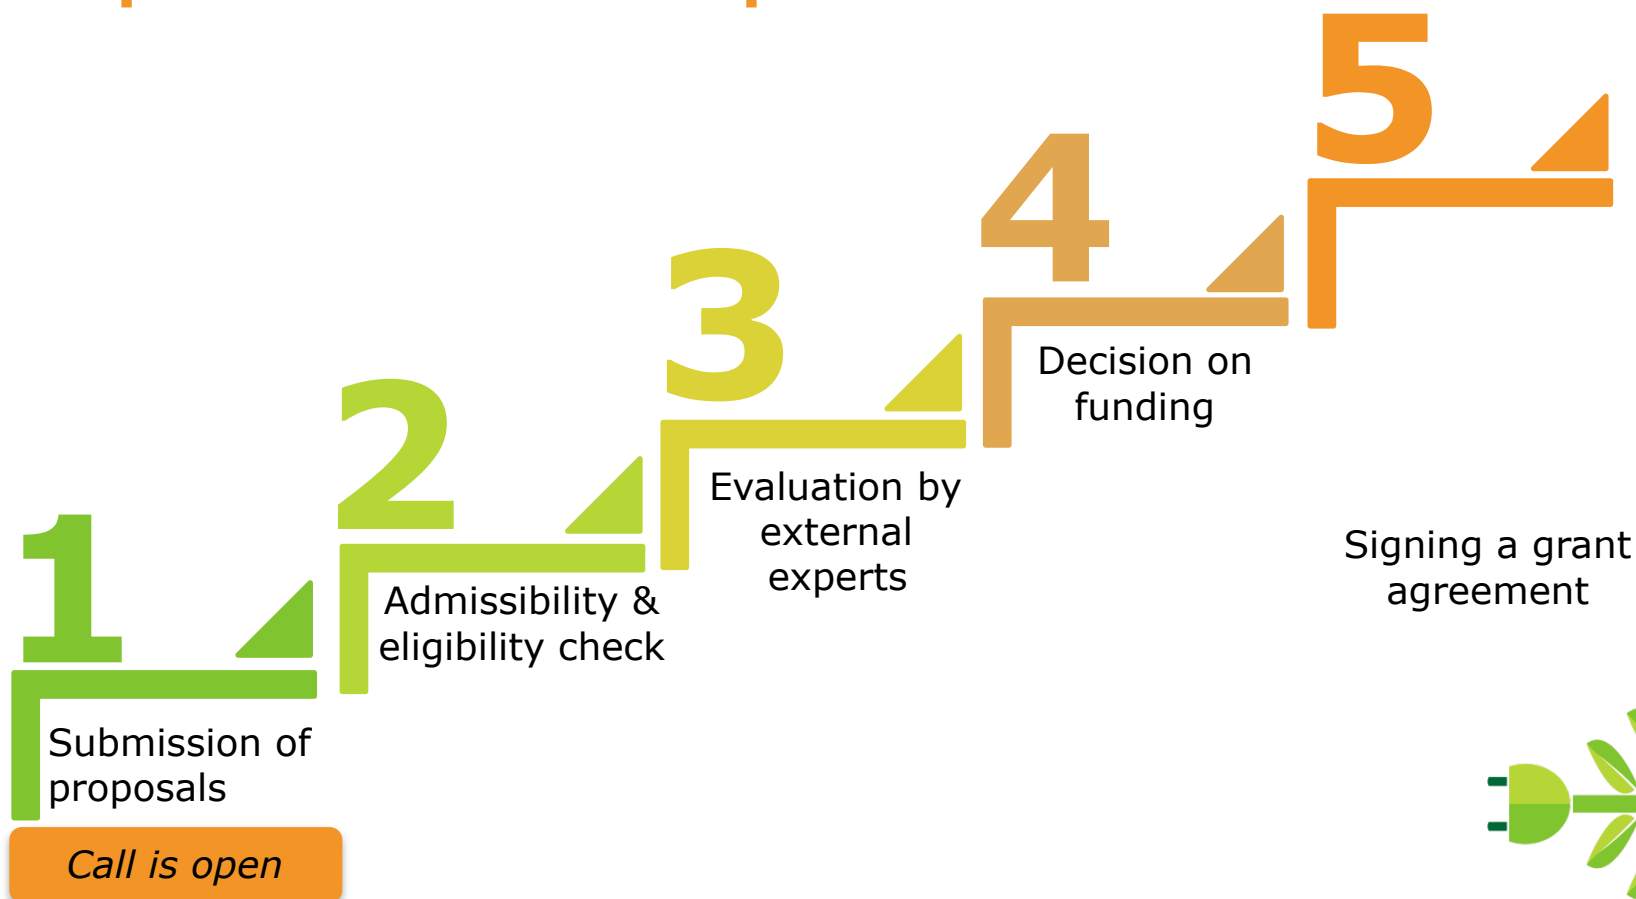 1
Submission of
proposals
Call is open
2
Admissibility &
eligibility check
3
Evaluation by
external
experts
4
Decision on
funding
5
Signing a grant
agreement